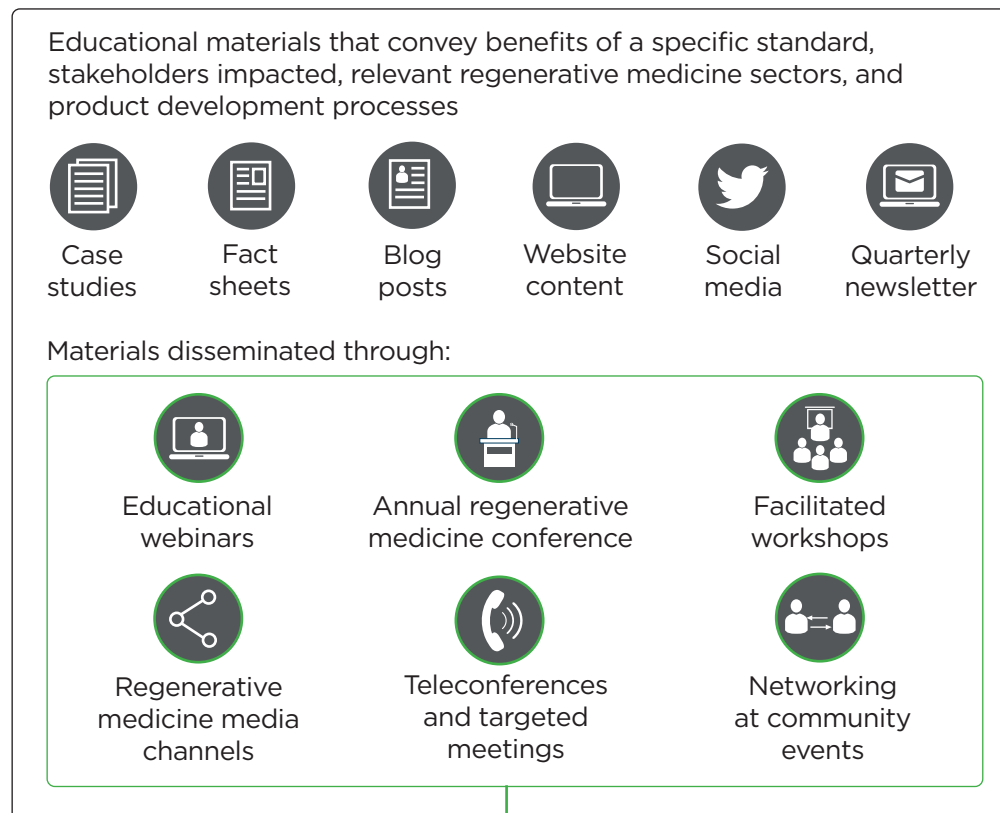 Educational materials that convey benefits of a specific standard,
stakeholders impacted, relevant regenerative medicine sectors, and
product development processes
Case
studies
Fact
sheets
Blog
posts
Website
content
Social
media
Quarterly
newsletter
Materials disseminated through:
Educational
webinars
Annual regenerative
medicine conference
Facilitated
workshops
Regenerative
medicine media
channels
Teleconferences
and targeted
meetings
Networking
at community
events